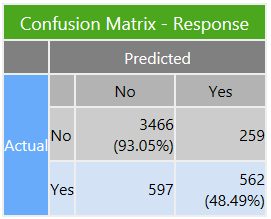 Confusion Matrix - Response
Predicted
No Yes
Actual
No 3466 259
(93.05%)
Yes 597 562
(48.49%)